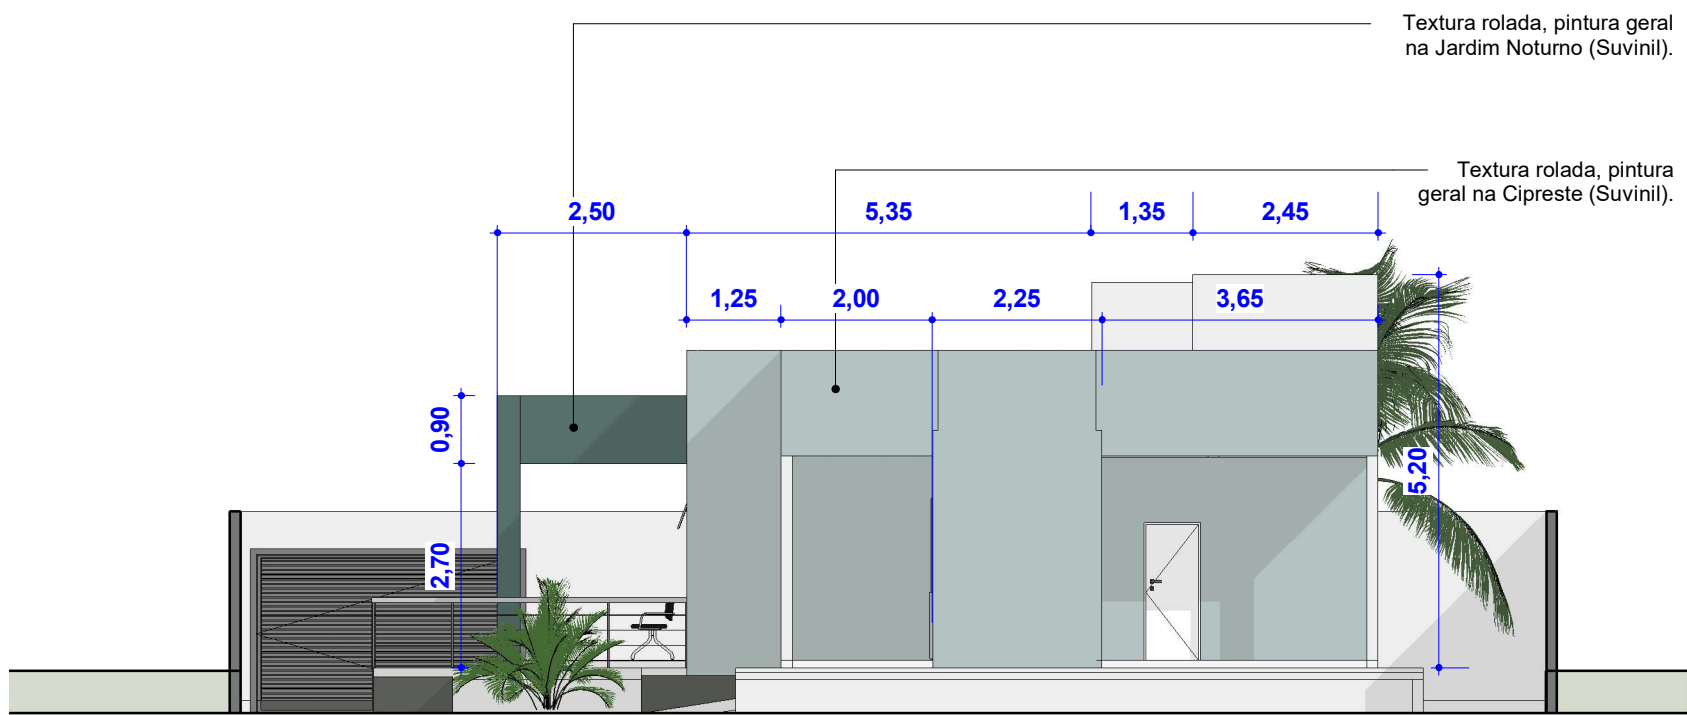 Textura rolada, pintura geral
na Jardim Noturno (Suvinil).
Textura rolada, pintura
geral na Cipreste (Suvinil).
2,50
5,35
1,35
2,45
1,25
2,00
2,25
3,65
0,90
5,20
2,70